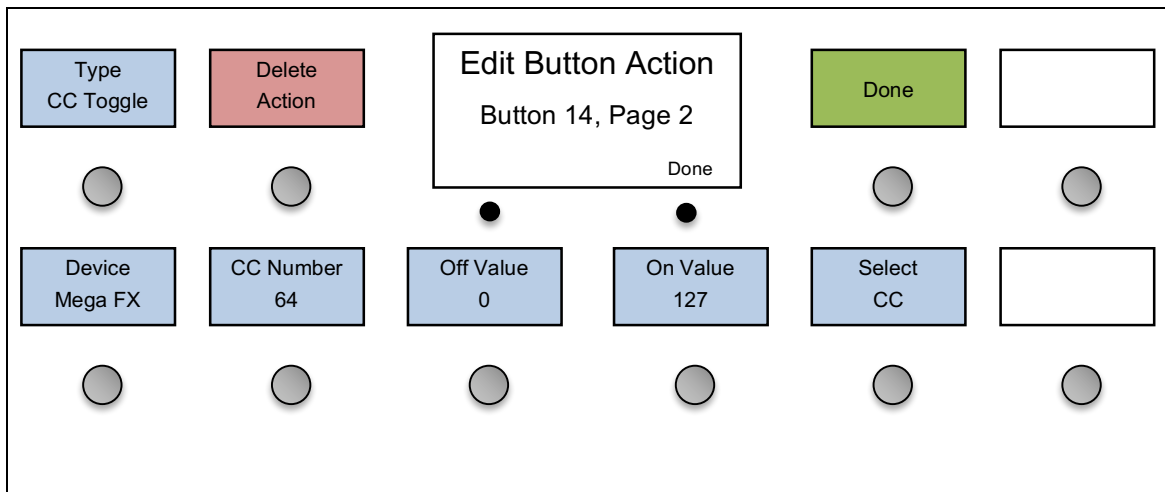 Type
CC Toggle
Delete
Action
Edit Button Action
Button 14, Page 2
Done
Done
Device
Mega FX
CC Number
64
Off Value
0
On Value
127
Select
CC